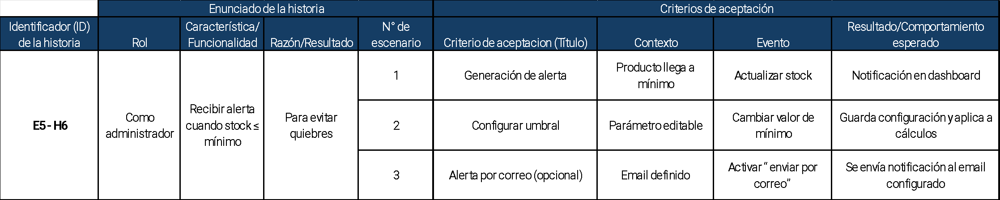 Enunciado de la historia
Criterios de aceptación
Identificador (ID)
de la historia
Rol
Característica/
Funcionalidad
Razón/Resultado
N° de
escenario
Criterio de aceptacion (Título)
Contexto
Evento
Resultado/Comportamiento
esperado
E5 - H6
Como
administrador
Recibir alerta
cuando stock ≤
mínimo
Para evitar
quiebres
1
Generación de alerta
Producto llega a
mínimo
Actualizar stock
Notificación en dashboard
2
Configurar umbral
Parámetro editable
Cambiar valor de
mínimo
Guarda configuración y aplica a
cálculos
3
Alerta por correo (opcional)
Email definido
Activar “ enviar por
correo”
Se envía notificación al email
configurado